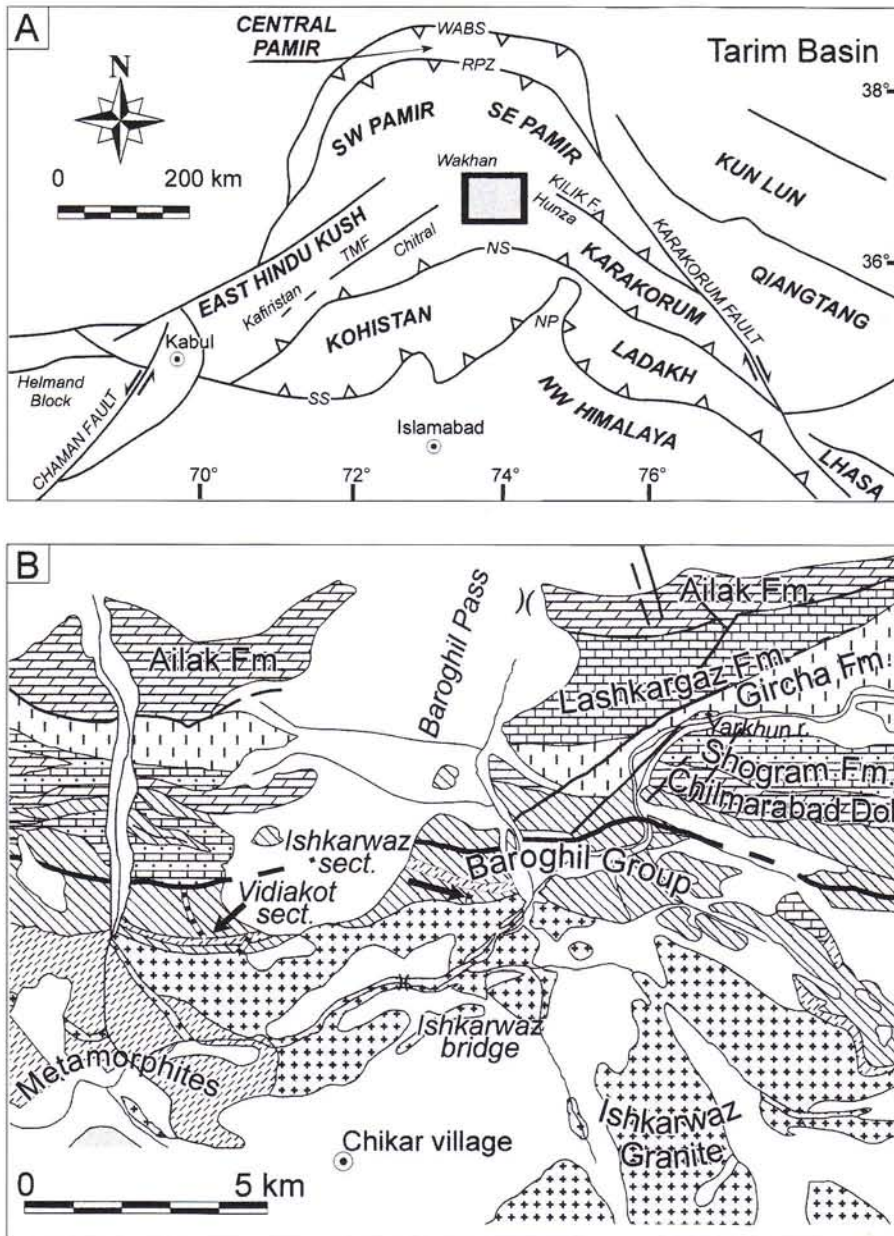 A
CENTRAL
PAMIR
WABS
RPZ
Tarim Basin
N
38°
0 200 km
SW PAMIR
SE PAMIR
Wakhan
KUN LUN
KILIK F.
Hunza
EAST HINDU KUSH
TMF
Chitral
Kafiristan
NS
36°
KARAKORUM
KARAKORUM FAULT
QIANGTANG
KOHISTAN
Kabul
NP
LADAKH
Helmand
Block
SS
NW HIMALAYA
CHAMAN FAULT
Islamabad
LHASA
70°
72°
74°
76°
B
Baroghil Pass
Ailak Fm.
Ailak Fm.
Lashkargaz Fm.
Gircha Fm.
Yarkhun r.
Shogram Fm.
Chilmarabad Dol
Ishkarwaz
sect.
Vidiakot
sect.
Baroghil Group
Ishkarwaz
bridge
Metamorphites
Ishkarwaz
Granite
Chikar village
0 5 km